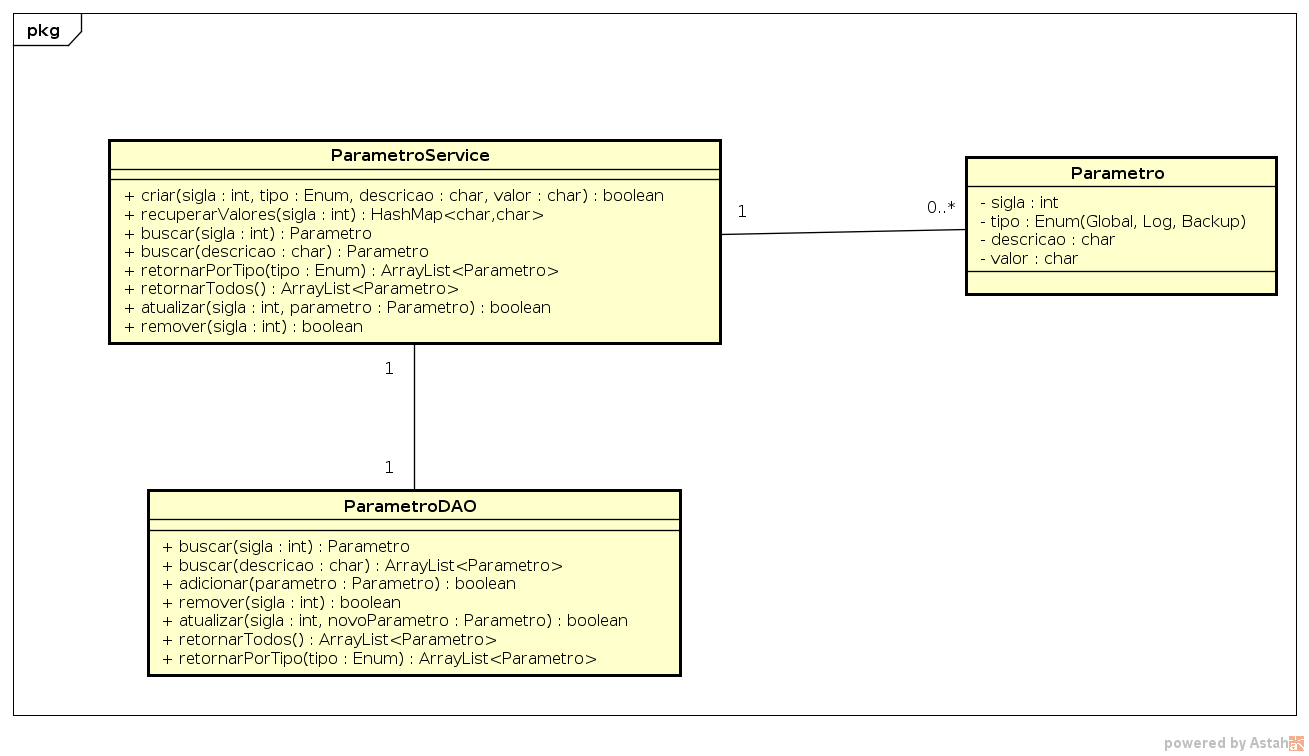 pkg
ParametroService
+ criar(sigla : int, tipo : Enum, descricao : char, valor : char) : boolean
+ recuperarValores(sigla : int) : HashMap<char,char>
+ buscar(sigla : int) : Parametro
+ buscar(descricao : char) : Parametro
+ retornarPorTipo(tipo : Enum) : ArrayList<Parametro>
+ retornarTodos() : ArrayList<Parametro>
+ atualizar(sigla : int, parametro : Parametro) : boolean
+ remover(sigla : int) : boolean
1
0..*
Parametro
- sigla : int
- tipo : Enum(Global, Log, Backup)
- descricao : char
- valor : char
1
1
ParametroDAO
+ buscar(sigla : int) : Parametro
+ buscar(descricao : char) : ArrayList<Parametro>
+ adicionar(parametro : Parametro) : boolean
+ remover(sigla : int) : boolean
+ atualizar(sigla : int, novoParametro : Parametro) : boolean
+ retornarTodos() : ArrayList<Parametro>
+ retornarPorTipo(tipo : Enum) : ArrayList<Parametro>
powered by Astah